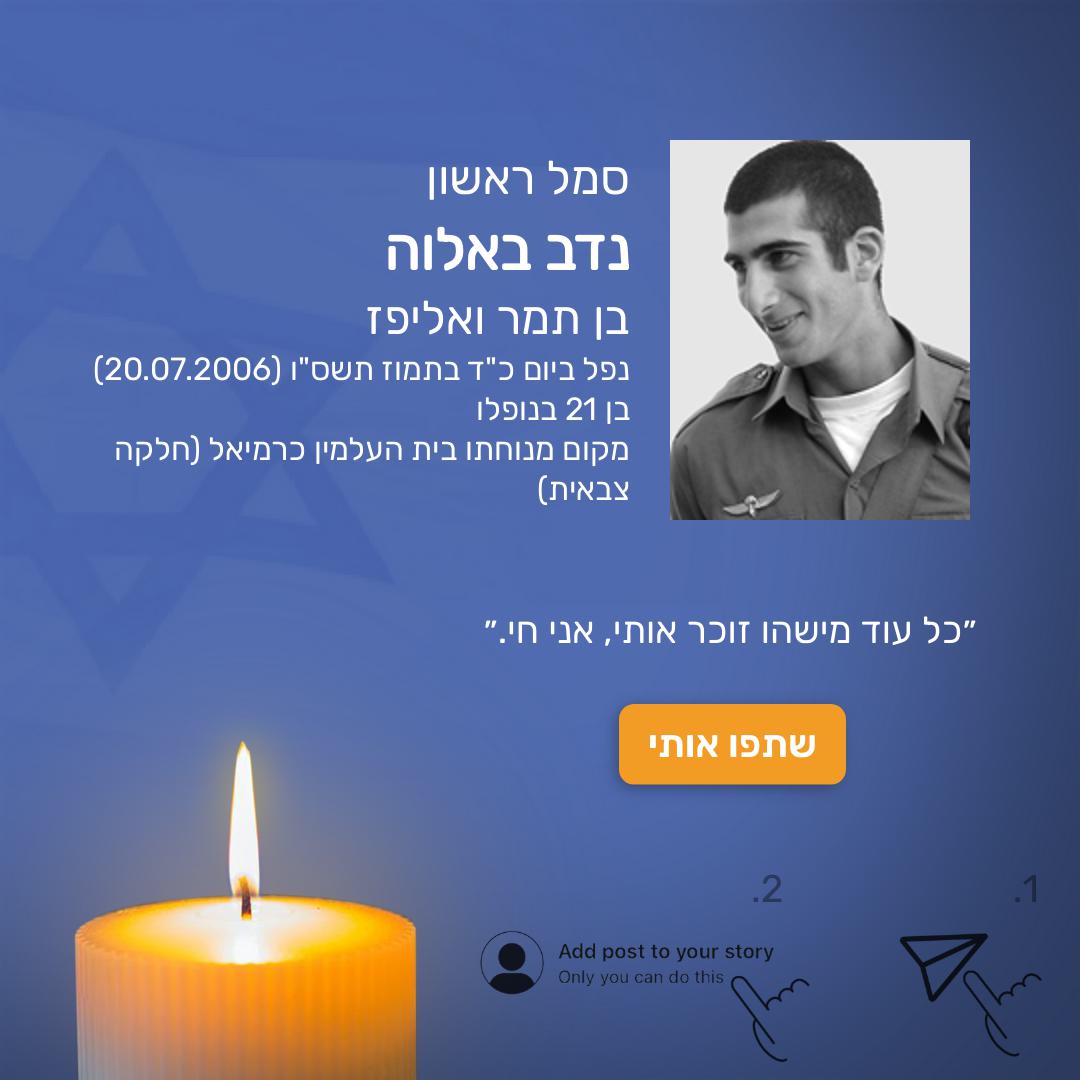 סמל ראשון
נדב באלוה
בן תמר ואליפז
נפל ביום כ"ד בתמוז תשס"ו (20.07.2006)
בן 21 בנופלו
מקום מנוחתו בית העלמין כרמיאל (חלקה
צבאית)
״כל עוד מישהו זוכר אותי, אני חי.״
שתפו אותי
1.
2.
Add post to your story
Only you can do this